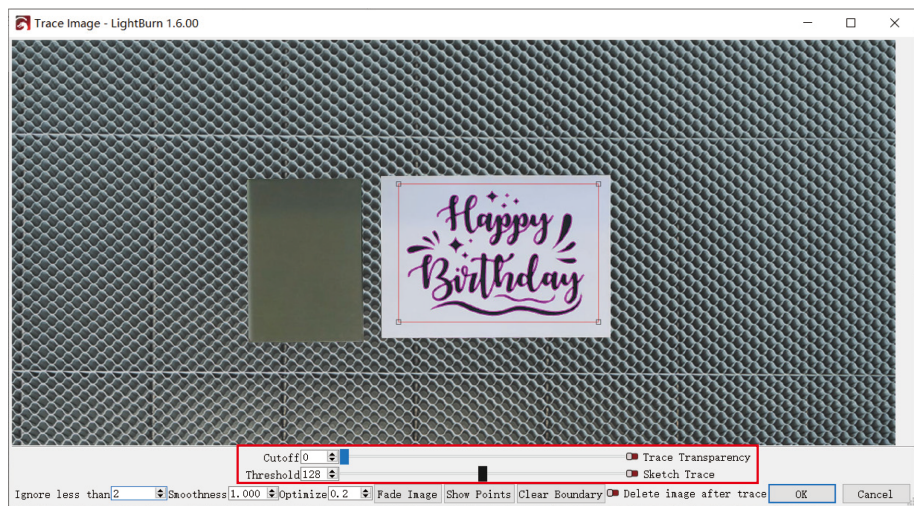 Trace Image - LightBurn 1.6.00
Happy
Birthday
Cutoff 0 Trace Transparency
Threshold 128 Sketch Trace
Ignore less than 2 Smoothness 1.000 Optimize 0.2 Fade Image Show Points Clear Boundary Delete image after trace OK Cancel